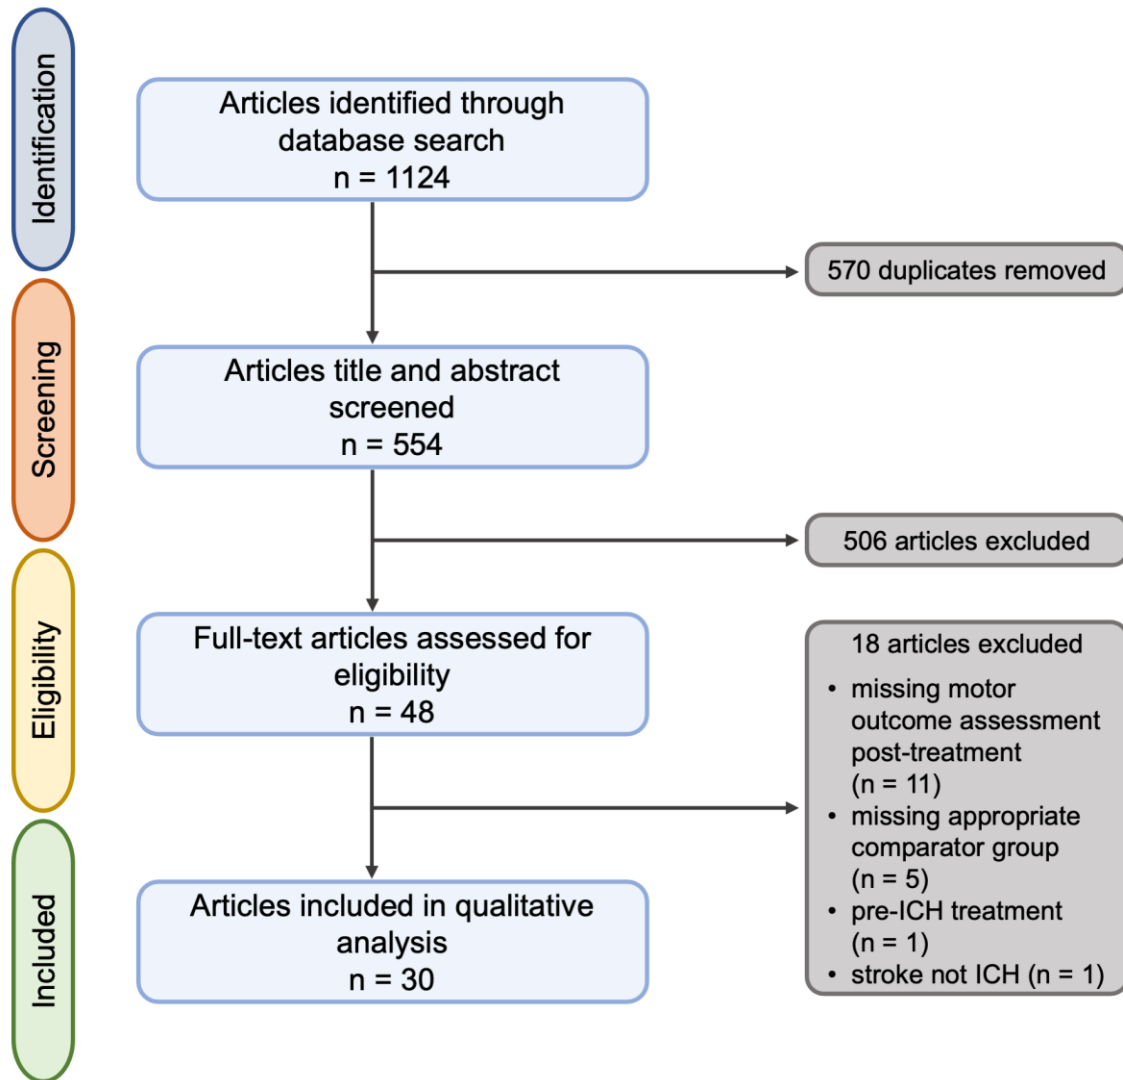 Identification
Articles identified through
database search
n = 1124
570 duplicates removed
Screening
Articles title and abstract
screened
n = 554
506 articles excluded
Eligibility
Full-text articles assessed for
eligibility
n = 48
18 articles excluded
• missing motor
outcome assessment
post-treatment
(n = 11)
• missing appropriate
comparator group
(n = 5)
• pre-ICH treatment
(n = 1)
• stroke not ICH (n = 1)
Included
Articles included in qualitative
analysis
n = 30